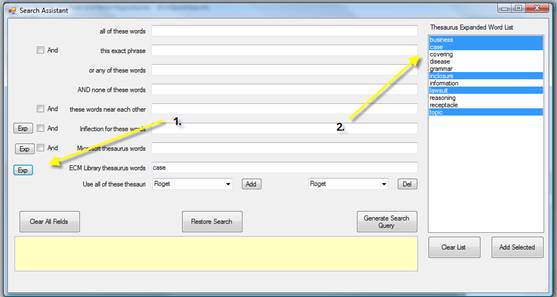 Search Assistant
all of these words
And this exact phrase
or any of these words
AND none of these words
And these words near each other
Exp And Inflection for these words
Exp And Microsoft thesaurus words
Exp ECM Library thesaurus words case
Use all of these thesauri Roget Add Roget Del
Clear All Fields
Restore Search
Generate Search
Query
1.
2.
Thesaurus Expanded Word List
business
case
covering
disease
grammar
inclosure
information
lawsuit
reasoning
receptacle
topic
Clear List
Add Selected